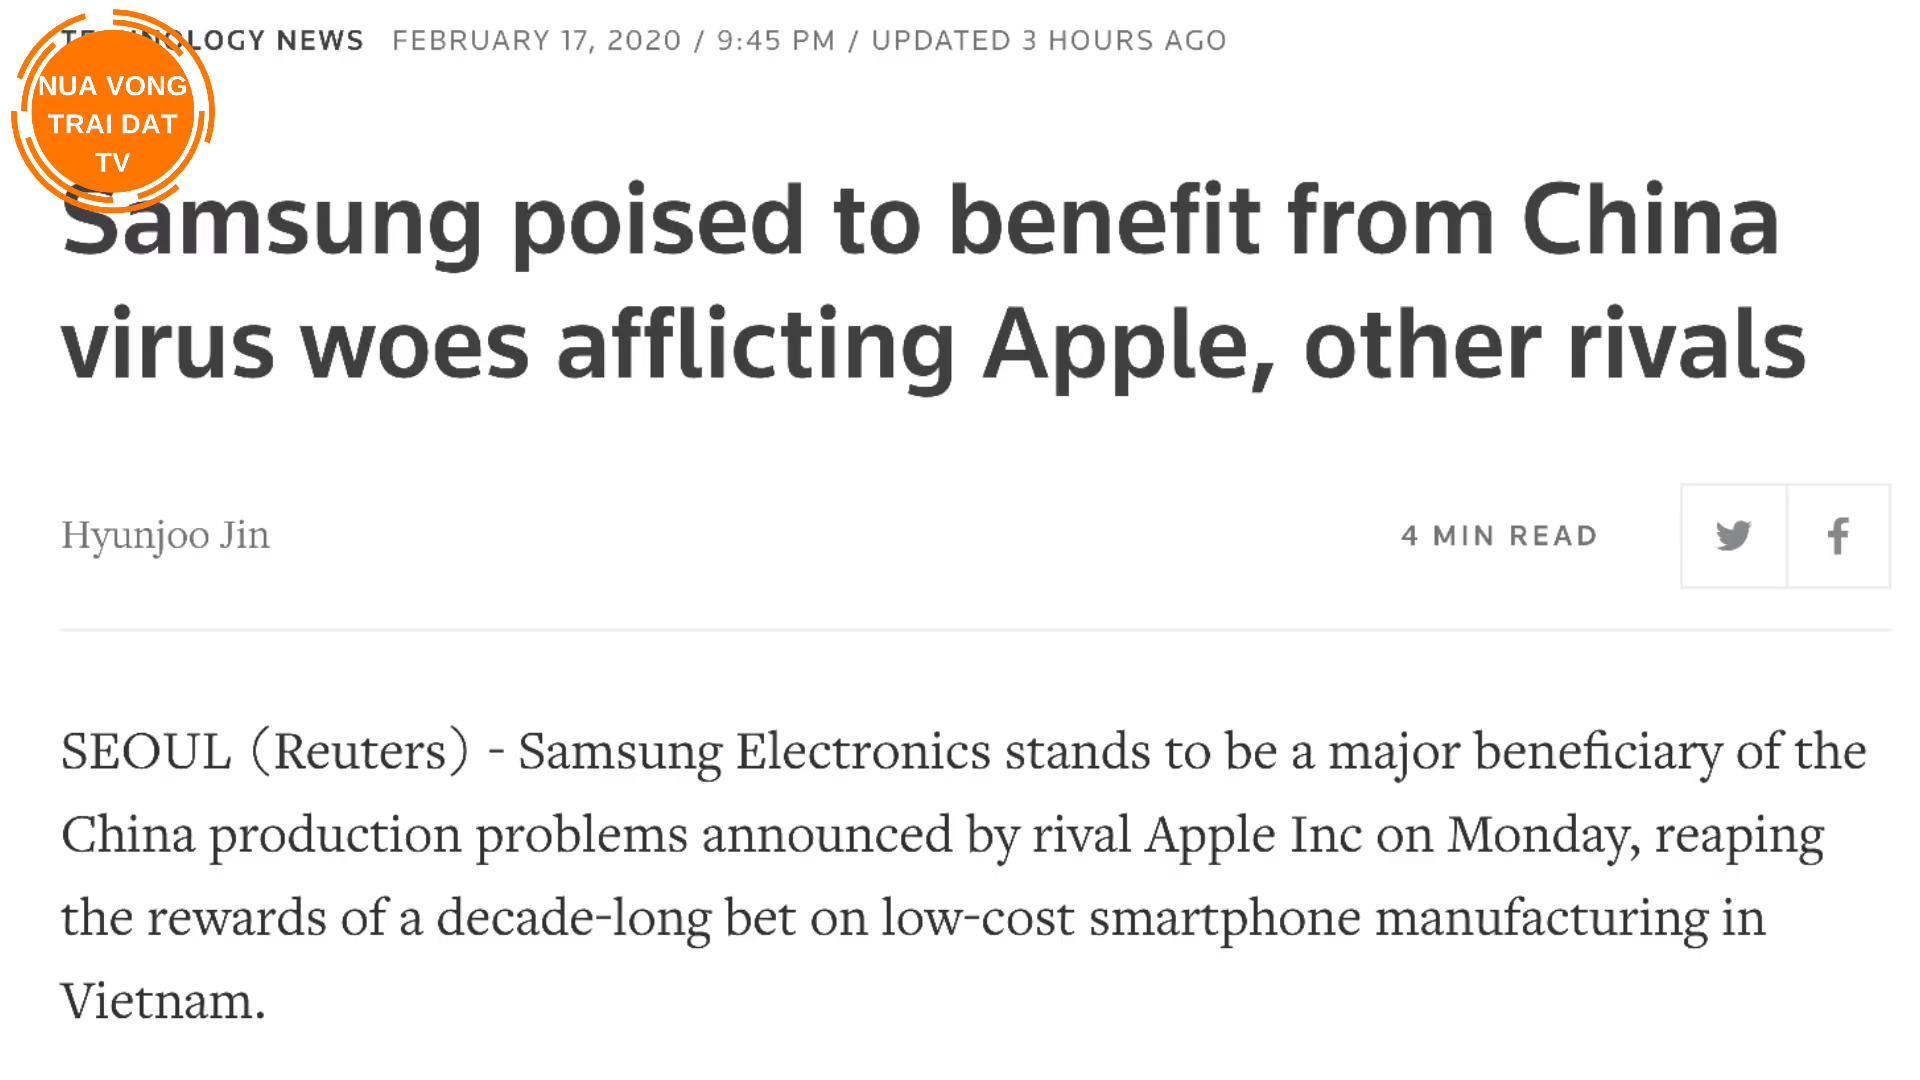 TECHNOLOGY NEWS FEBRUARY 17, 2020 / 9:45 PM / UPDATED 3 HOURS AGO
NUA VONG
TRAI DAT
TV
Samsung poised to benefit from China
virus woes afflicting Apple, other rivals
Hyunjoo Jin
4 MIN READ
SEOUL (Reuters) - Samsung Electronics stands to be a major beneficiary of the
China production problems announced by rival Apple Inc on Monday, reaping
the rewards of a decade-long bet on low-cost smartphone manufacturing in
Vietnam.